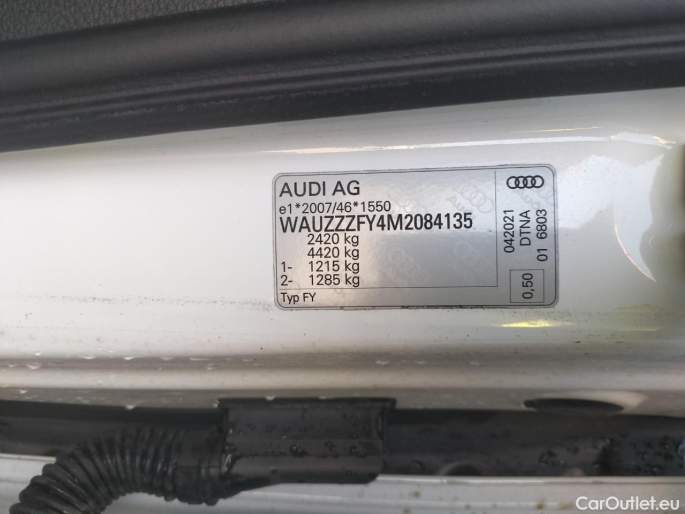 AUDI AG
e1*2007/46*1550
WAUZZZFY4M2084135
2420 kg
4420 kg
1- 1215 kg
2- 1285 kg
Typ FY
042021
DTNA
01 6803
0,50
CarOutlet.eu